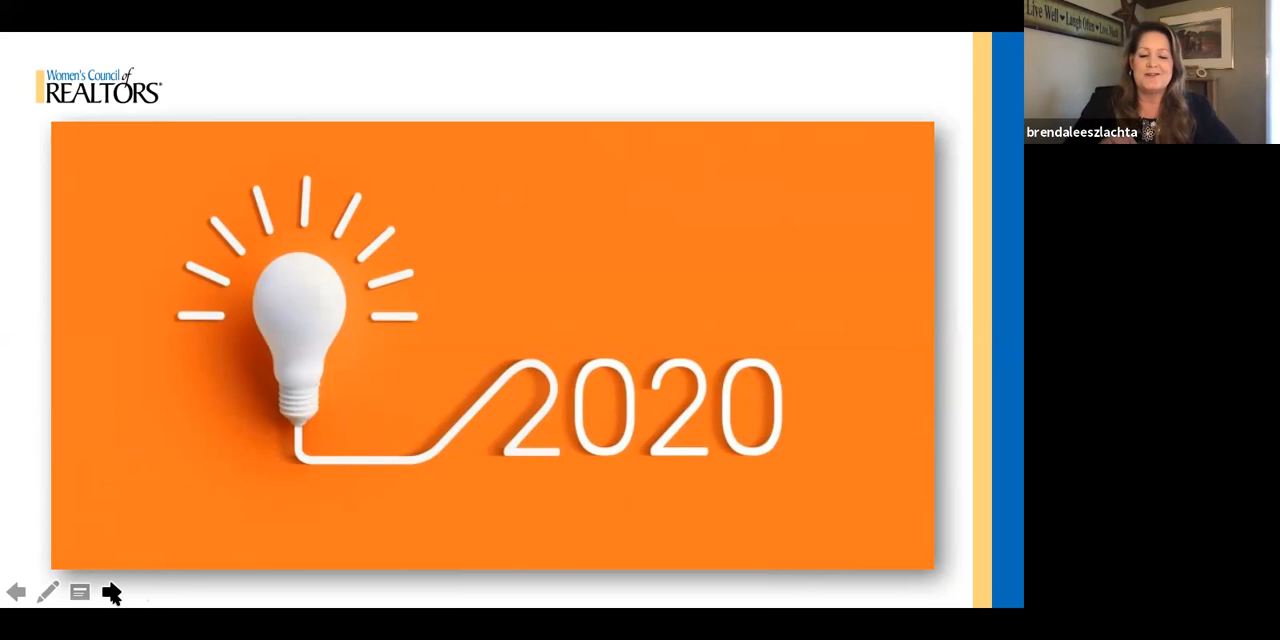 Women's Council of
REALTORS®
2020
Live Well ♥ Laugh Often ♥ Love Much
brendaleeszlachta